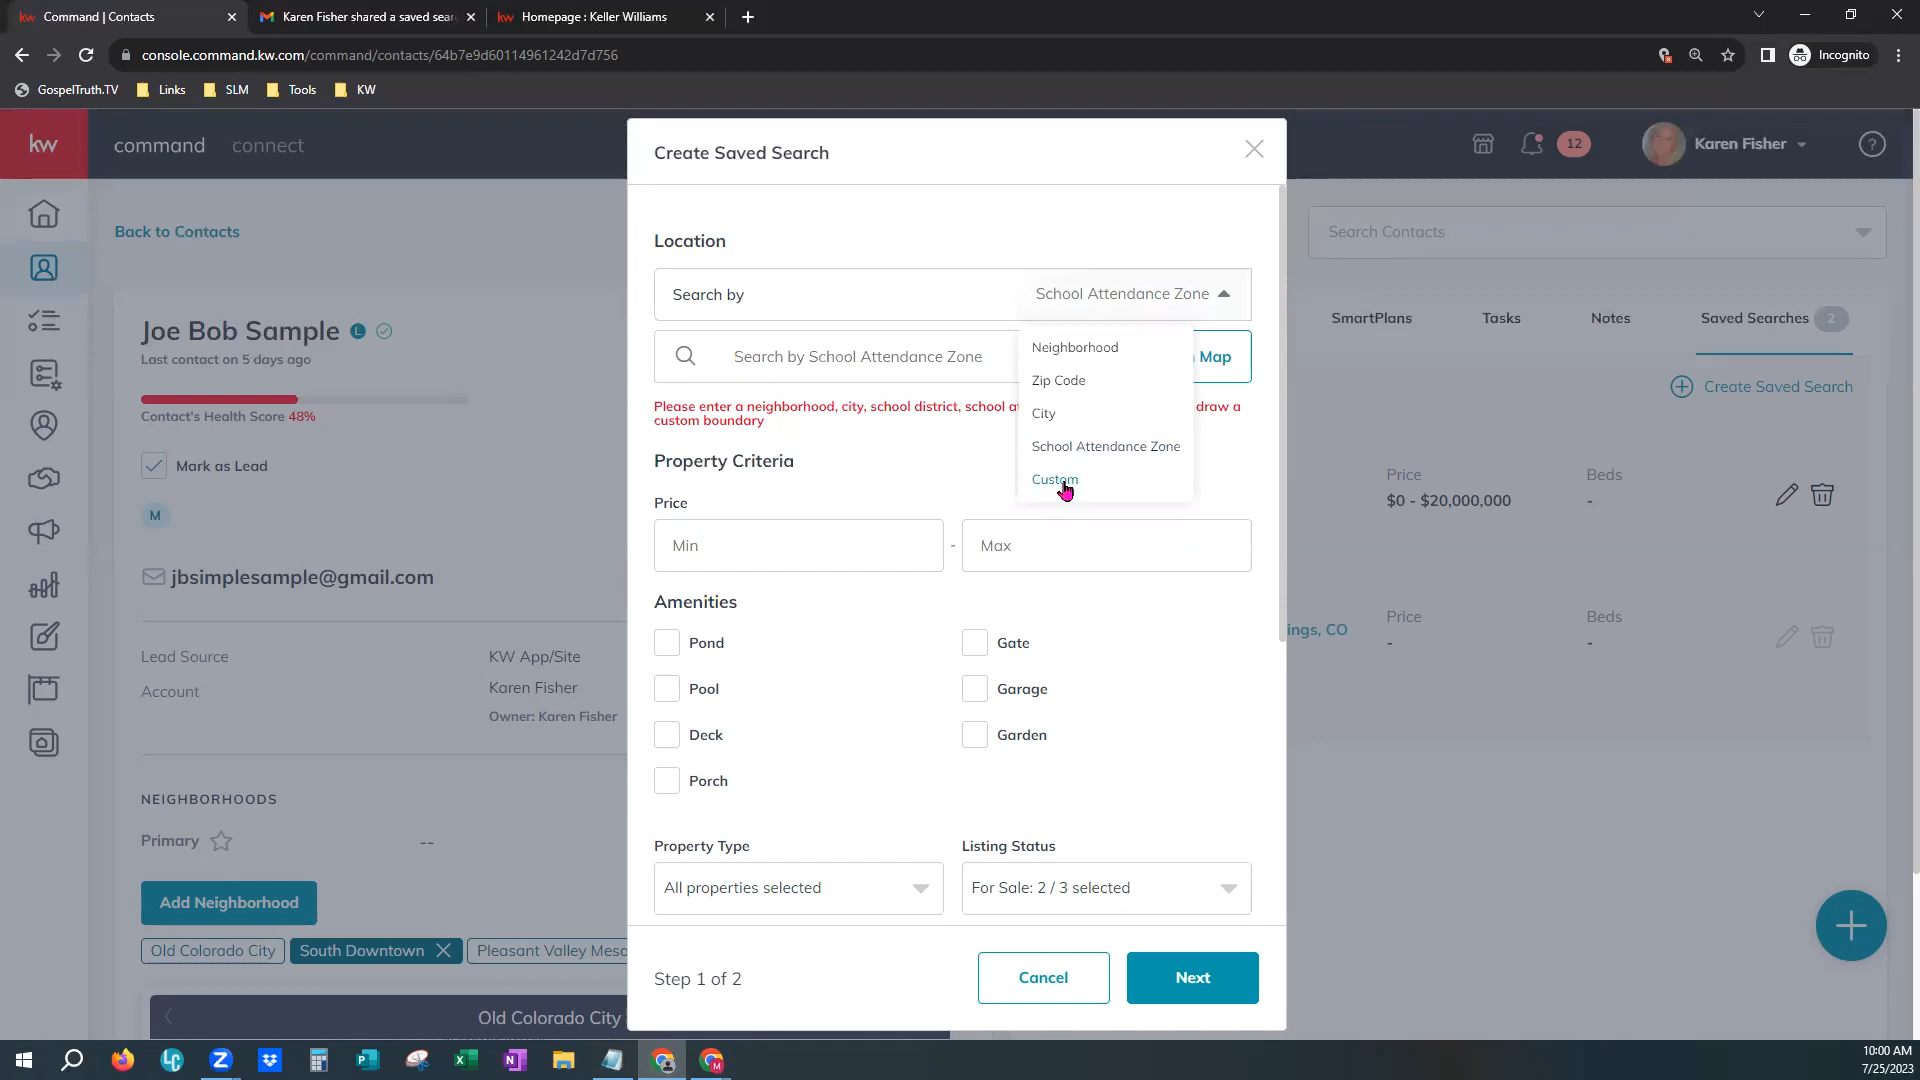 kw Command | Contacts
Karen Fisher shared a saved sear
kw Homepage : Keller Williams
console.command.kw.com/command/contacts/64b7e9d60114961242d7d756
Incognito
GospelTruth.TV
Links
SLM
Tools
KW
kw
command
connect
12
Karen Fisher
?
Back to Contacts
Search Contacts
Joe Bob Sample
L
Last contact on 5 days ago
Contact's Health Score 48%
Mark as Lead
M
jbsimplesample@gmail.com
Lead Source
KW App/Site
Account
Karen Fisher
Owner: Karen Fisher
NEIGHBORHOODS
Primary
--
Add Neighborhood
Old Colorado City
South Downtown
Pleasant Valley Mesa
Old Colorado City
Create Saved Search
Location
Search by
School Attendance Zone
Search by School Attendance Zone
Map
Neighborhood
Zip Code
City
School Attendance Zone
Custom
Please enter a neighborhood, city, school district, school at
draw a
custom boundary
Property Criteria
Price
Min
-
Max
Amenities
Pond
Gate
Pool
Garage
Deck
Garden
Porch
Property Type
Listing Status
All properties selected
For Sale: 2 / 3 selected
Step 1 of 2
Cancel
Next
SmartPlans
Tasks
Notes
Saved Searches
2
Create Saved Search
Price
Beds
$0 - $20,000,000
-
ings, CO
Price
Beds
-
-
10:00 AM
7/25/2023